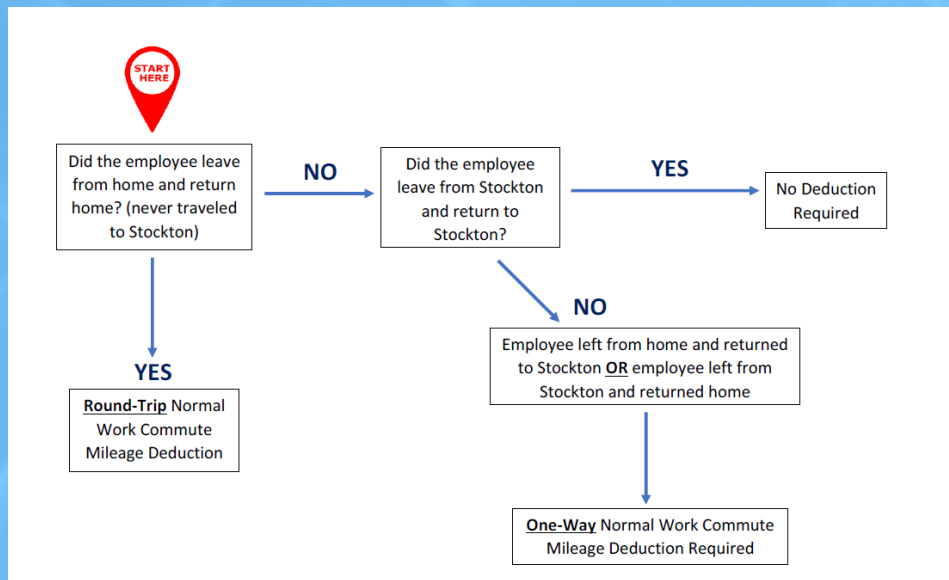 START
HERE
Did the employee leave
from home and return
home? (never traveled
to Stockton)
NO
Did the employee
leave from Stockton
and return to
Stockton?
YES
No Deduction
Required
NO
Employee left from home and returned
to Stockton OR employee left from
Stockton and returned home
YES
Round-Trip Normal
Work Commute
Mileage Deduction
One-Way Normal Work Commute
Mileage Deduction Required